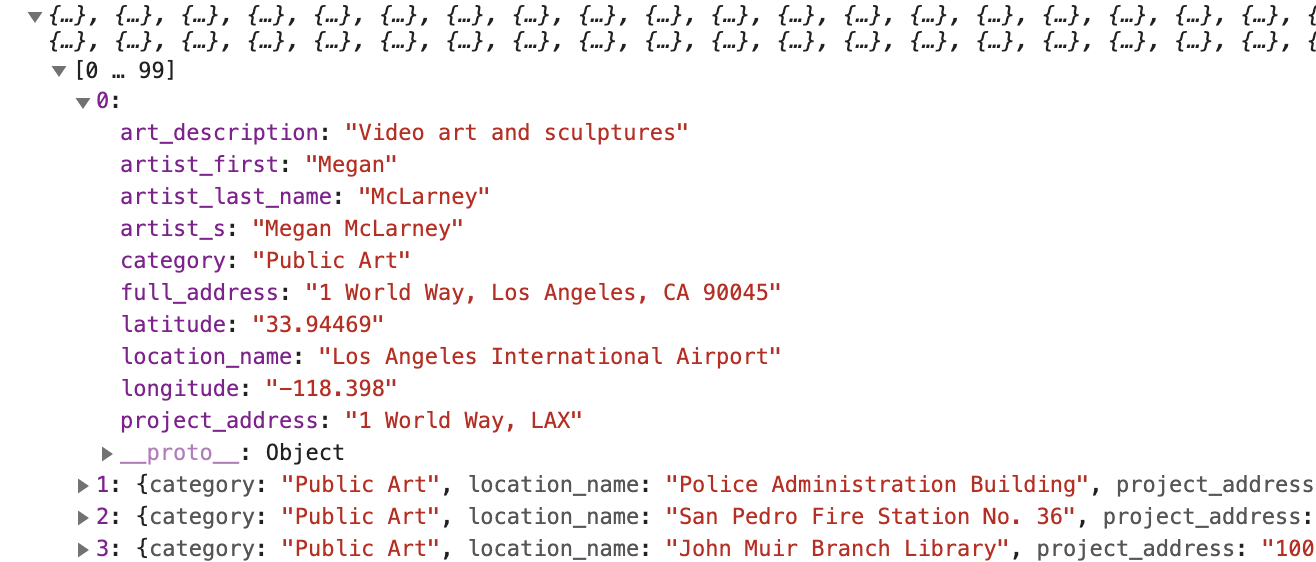 ▼{…}, {…}, {…}, {…}, {…}, {…}, {…}, {…}, {…}, {…}, {…}, {…}, {…}, {…}, {…}, {…}, {…}, {…}, {…}, {
{…}, {…}, {…}, {…}, {…}, {…}, {…}, {…}, {…}, {…}, {…}, {…}, {…}, {…}, {…}, {…}, {…}, {…}, {…}, {
▼[0 … 99]
▼0:
art_description: "Video art and sculptures"
artist_first: "Megan"
artist_last_name: "McLarney"
artist_s: "Megan McLarney"
category: "Public Art"
full_address: "1 World Way, Los Angeles, CA 90045"
latitude: "33.94469"
location_name: "Los Angeles International Airport"
longitude: "-118.398"
project_address: "1 World Way, LAX"
▶__proto__: Object
▶1: {category: "Public Art", location_name: "Police Administration Building", project_address
▶2: {category: "Public Art", location_name: "San Pedro Fire Station No. 36", project_address:
▶3: {category: "Public Art", location_name: "John Muir Branch Library", project_address: "100